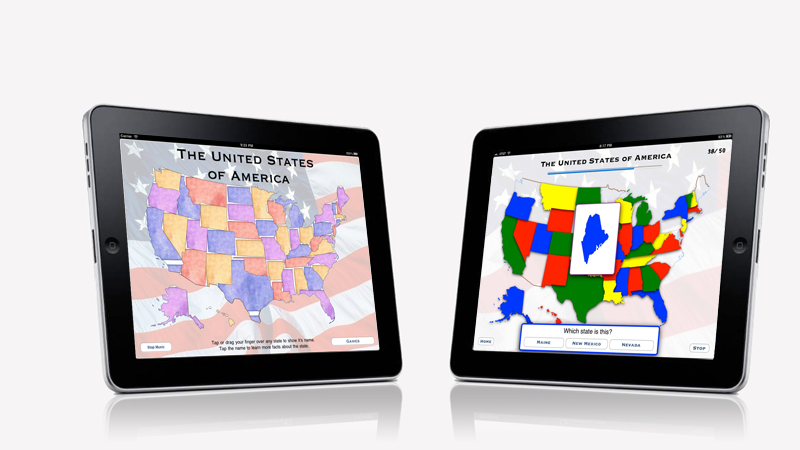 THE UNITED STATES
OF AMERICA
Tap or drag your finger over any state to show it's name.
Tap the name to learn more facts about the state.
Stop Music
GAMES
THE UNITED STATES OF AMERICA
38/50
Which state is this?
MAINE
NEW MEXICO
NEVADA
HOME
STOP